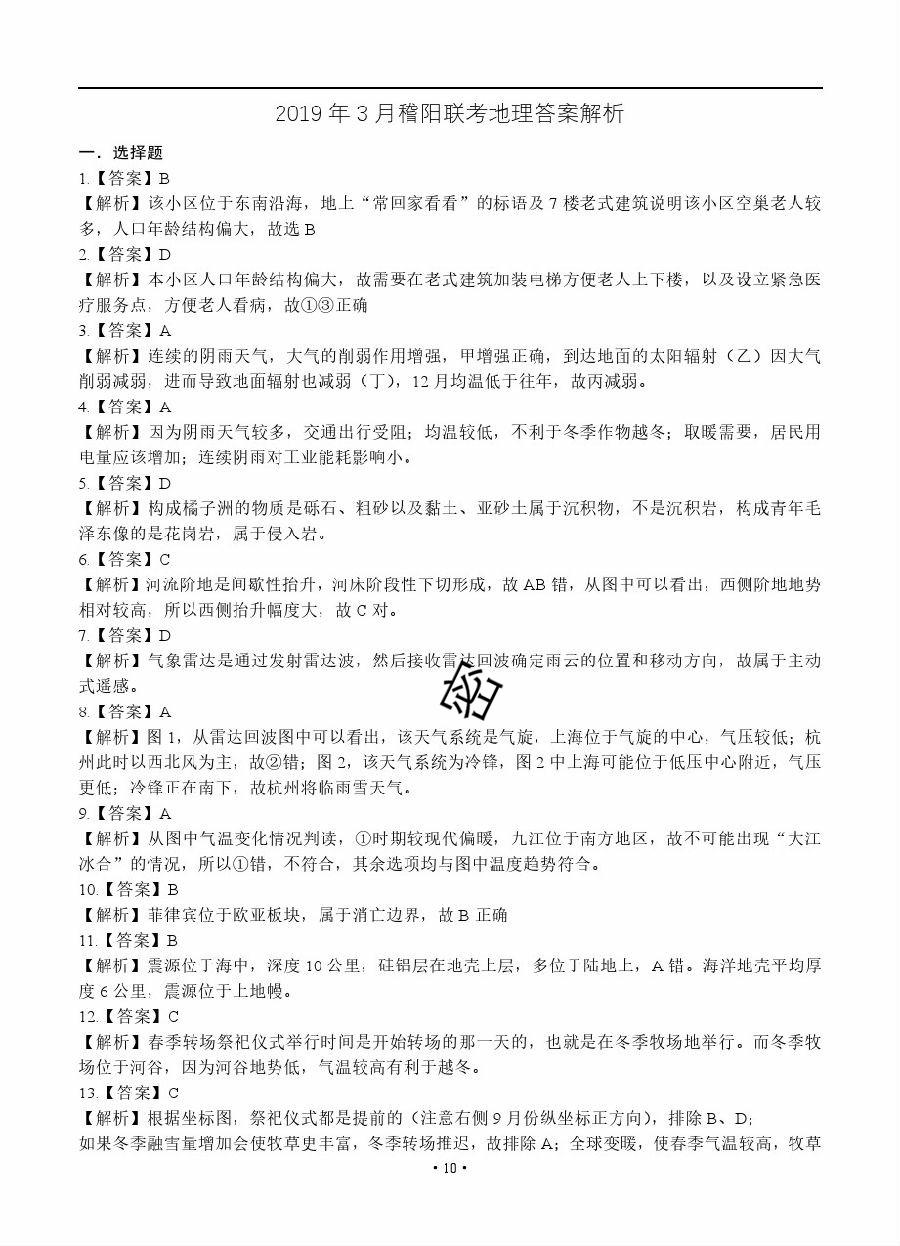 2019 年 3 月稽阳联考地理答案解析
一．选择题
1.【答案】B
【解析】该小区位于东南沿海，地上“常回家看看”的标语及 7 楼老式建筑说明该小区空巢老人较
多，人口年龄结构偏大，故选 B
2.【答案】D
【解析】本小区人口年龄结构偏大，故需要在老式建筑加装电梯方便老人上下楼，以及设立紧急医
疗服务点，方便老人看病，故①③正确
3.【答案】A
【解析】连续的阴雨天气，大气的削弱作用增强，甲增强正确，到达地面的太阳辐射（乙）因大气
削弱减弱，进而导致地面辐射也减弱（丁），12 月均温低于往年，故丙减弱。
4.【答案】A
【解析】因为阴雨天气较多，交通出行受阻；均温较低，不利于冬季作物越冬；取暖需要，居民用
电量应该增加；连续阴雨对工业能耗影响小。
5.【答案】D
【解析】构成橘子洲的物质是砾石、粗砂以及黏土、亚砂土属于沉积物，不是沉积岩，构成青年毛
泽东像的是花岗岩，属于侵入岩。
6.【答案】C
【解析】河流阶地是间歇性抬升，河床阶段性下切形成，故 AB 错，从图中可以看出，西侧阶地地势
相对较高，所以西侧抬升幅度大，故 C 对。
7.【答案】D
【解析】气象雷达是通过发射雷达波，然后接收雷达回波确定雨云的位置和移动方向，故属于主动
式遥感。
密
8.【答案】A
【解析】图 1，从雷达回波图中可以看出，该天气系统是气旋，上海位于气旋的中心，气压较低；杭
州此时以西北风为主，故②错；图 2，该天气系统为冷锋，图 2 中上海可能位于低压中心附近，气压
更低；冷锋正在南下，故杭州将临雨雪天气。
9.【答案】A
【解析】从图中气温变化情况判读，①时期较现代偏暖，九江位于南方地区，故不可能出现“大江
冰合”的情况，所以①错，不符合，其余选项均与图中温度趋势符合。
10.【答案】B
【解析】菲律宾位于欧亚板块，属于消亡边界，故 B 正确
11.【答案】B
【解析】震源位于海中，深度 10 公里，硅铝层在地壳上层，多位于陆地上，A 错。海洋地壳平均厚
度 6 公里，震源位于上地幔。
12.【答案】C
【解析】春季转场祭祀仪式举行时间是开始转场的那一天的，也就是在冬季牧场地举行。而冬季牧
场位于河谷，因为河谷地势低，气温较高有利于越冬。
13.【答案】C
【解析】根据坐标图，祭祀仪式都是提前的（注意右侧 9 月份纵坐标正方向），排除 B、D；
如果冬季融雪量增加会使牧草更丰富，冬季转场推迟，故排除 A；全球变暖，使春季气温较高，牧草
• 10 •